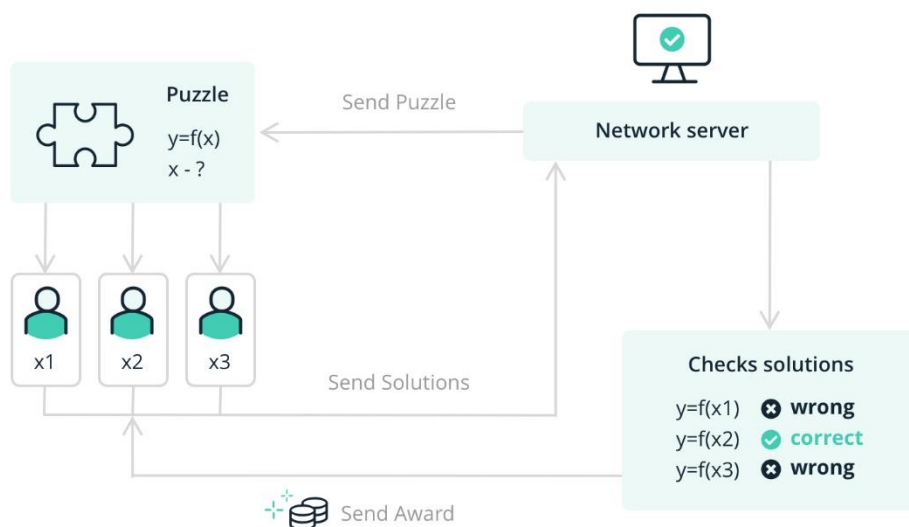 Puzzle
y=f(x)
x - ?
Send Puzzle
Network server
x1
x2
x3
Send Solutions
Checks solutions
y=f(x1) wrong
y=f(x2) correct
y=f(x3) wrong
Send Award